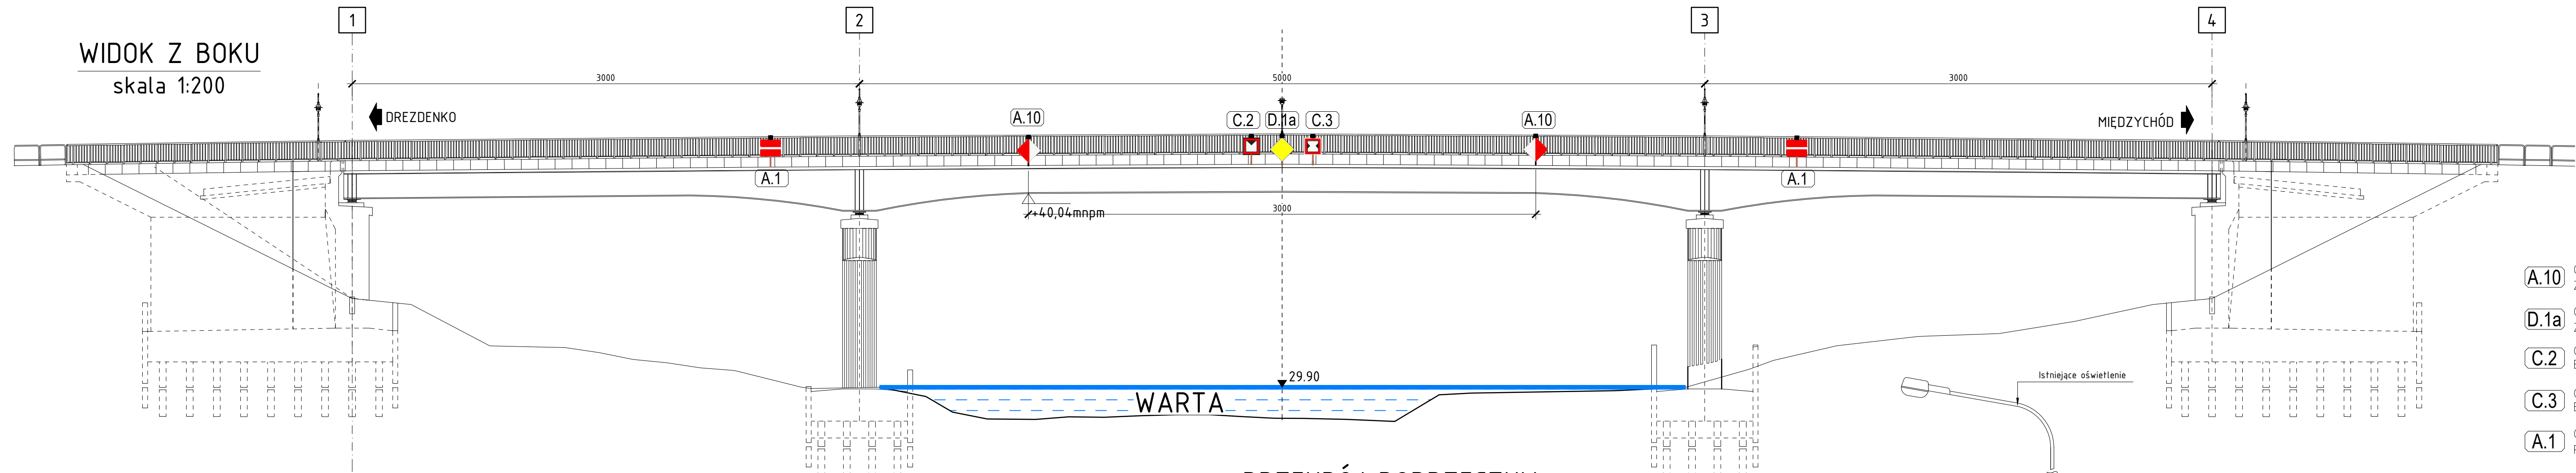 1
2
3
4
WIDOK Z BOKU
skala 1:200
3000
5000
3000
DREZDENKO
A.10
C.2
D.1a
C.3
A.10
MIĘDZYCHÓD
A.1
A.1
+40,04mnpm
3000
29.90
WARTA
Istniejące oświetlenie
A.10
D.1a
C.2
C.3
A.1